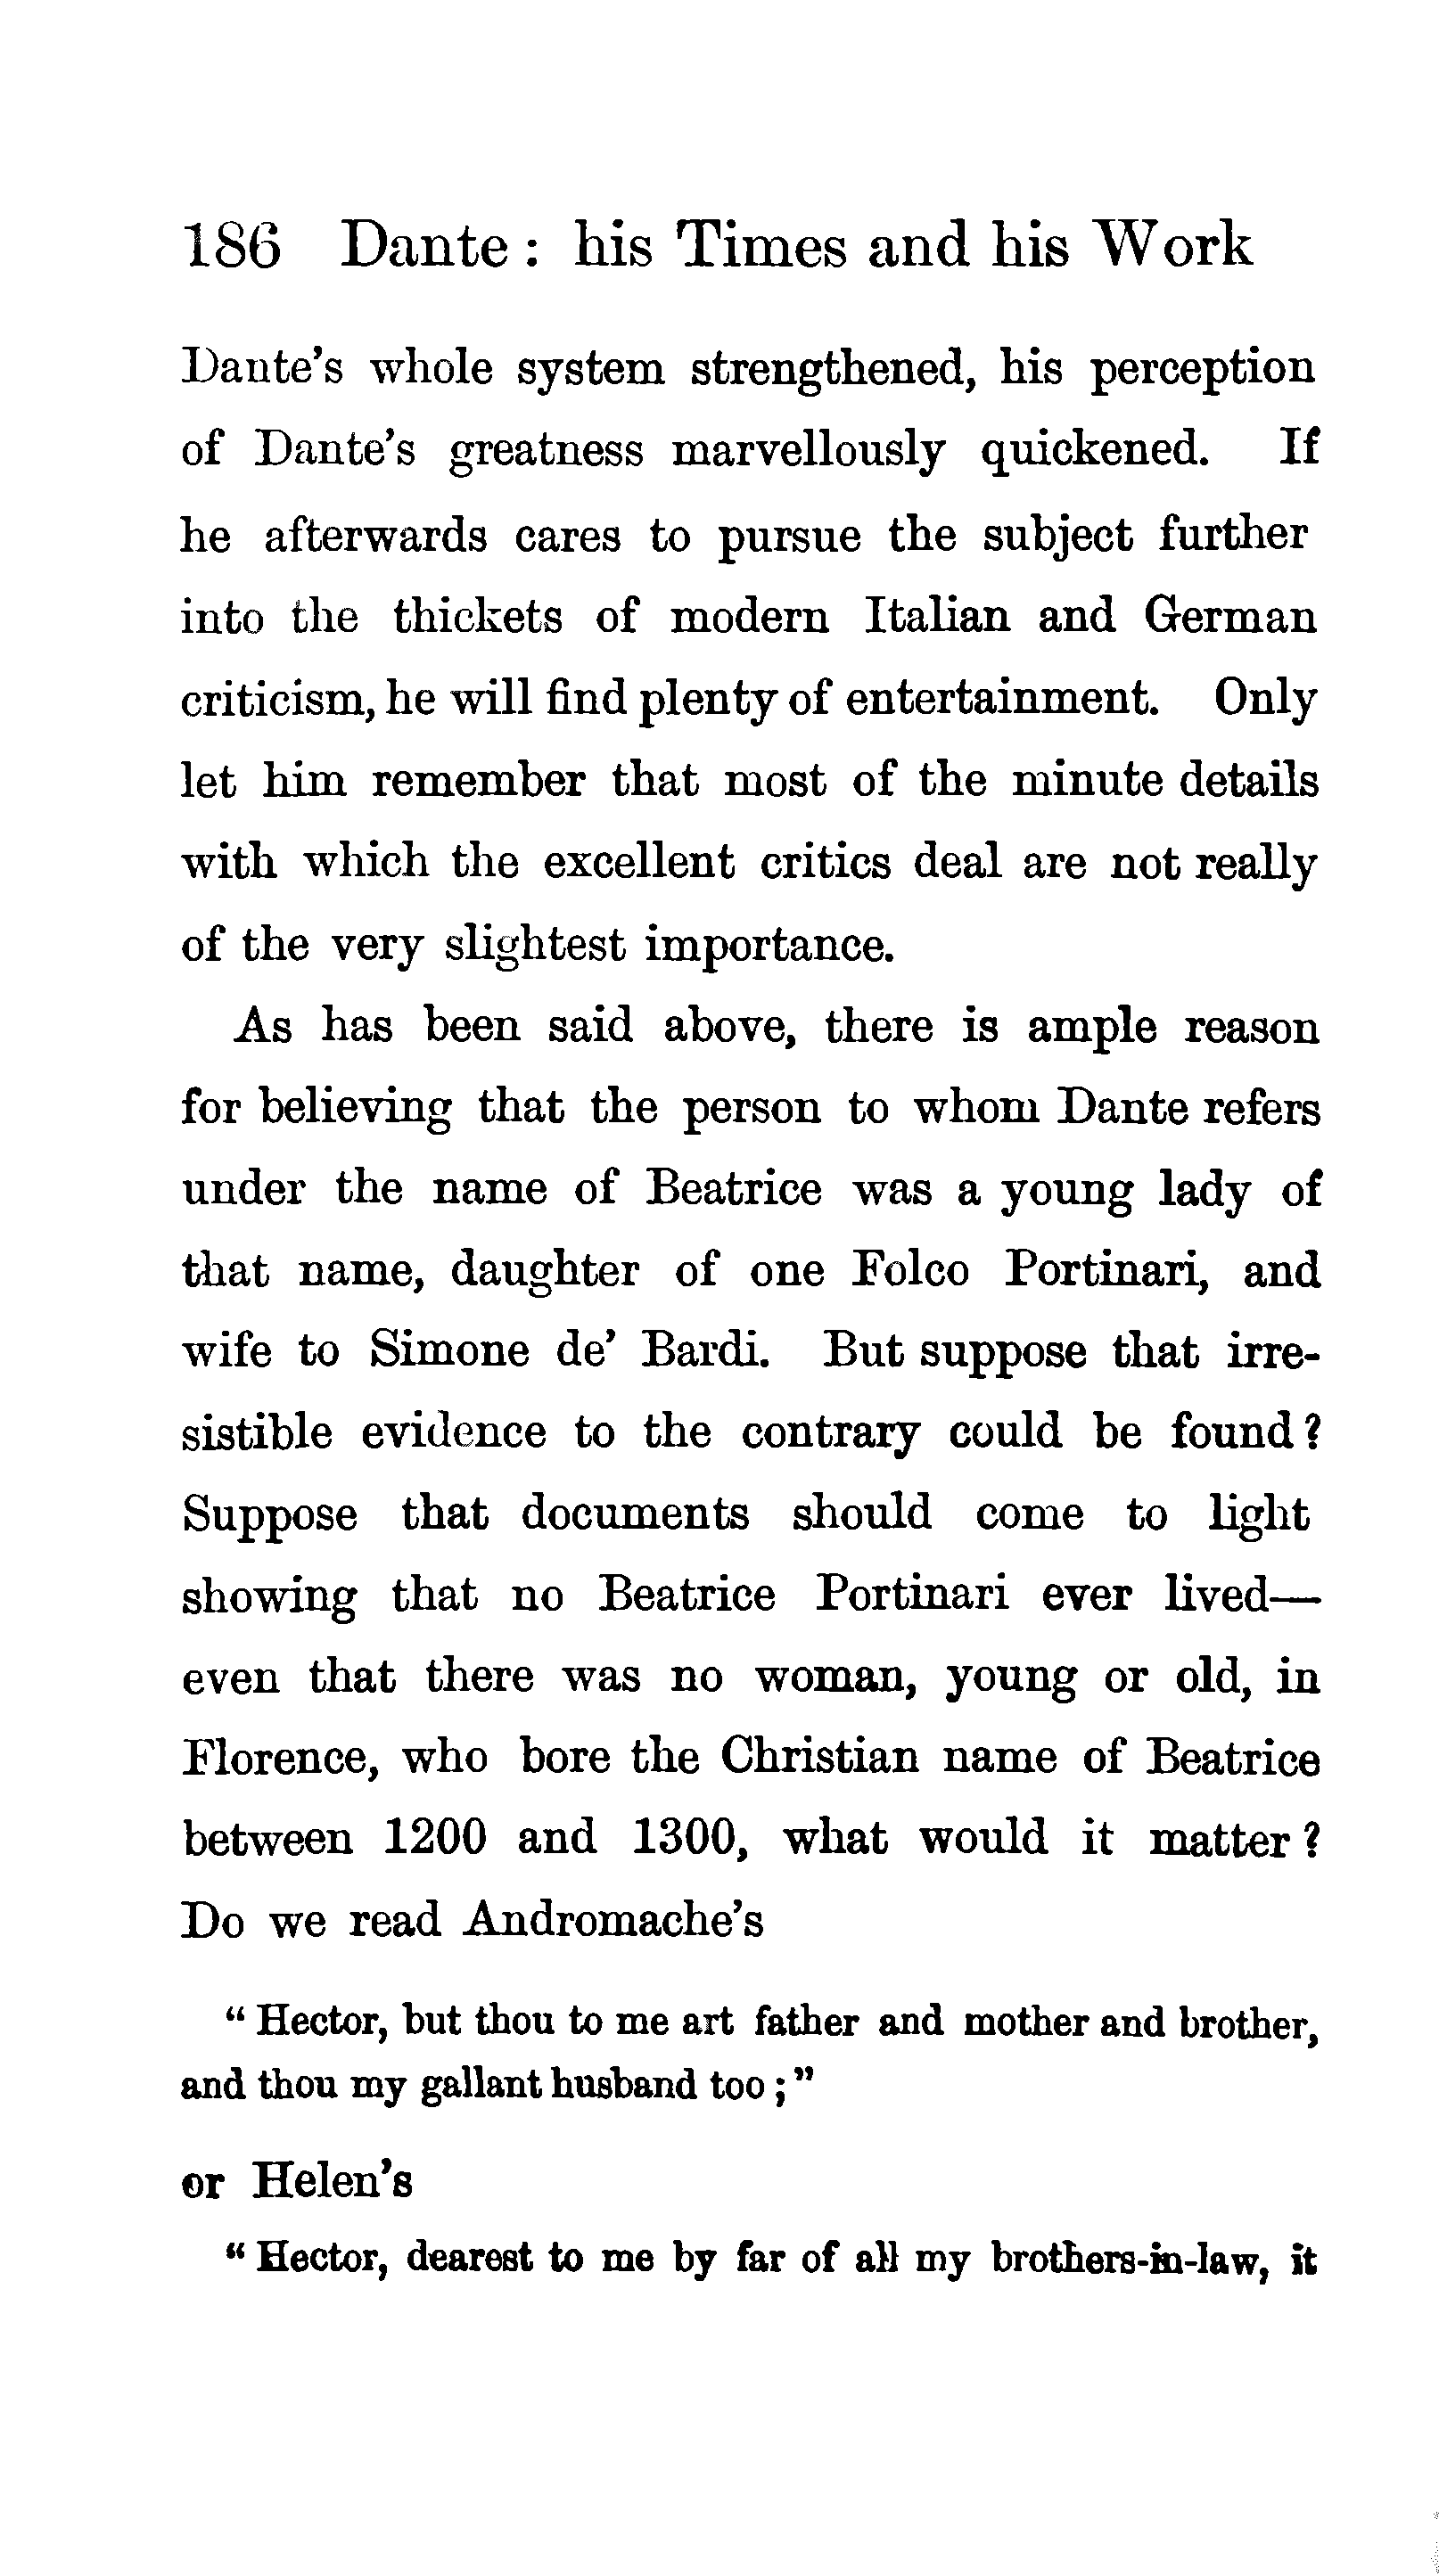 186 Dante : his Times and his Work
Dante's whole system strengthened, his perception
of Dante's greatness marvellously quickened. If
he afterwards cares to pursue the subject further
into the thickets of modern Italian and German
criticism, he will find plenty of entertainment. Only
let him remember that most of the minute details
with which the excellent critics deal are not really
of the very slightest importance.
As has been said above, there is ample reason
for believing that the person to whom Dante refers
under the name of Beatrice was a young lady of
that name, daughter of one Folco Portinari, and
wife to Simone de' Bardi. But suppose that irre-
sistible evidence to the contrary could be found?
Suppose that documents should come to light
showing that no Beatrice Portinari ever lived—
even that there was no woman, young or old, in
Florence, who bore the Christian name of Beatrice
between 1200 and 1300, what would it matter?
Do we read Andromache's
"Hector, but thou to me art father and mother and brother,
and thou my gallant husband too;"
or Helen's
"Hector, dearest to me by far of all my brothers-in-law, it